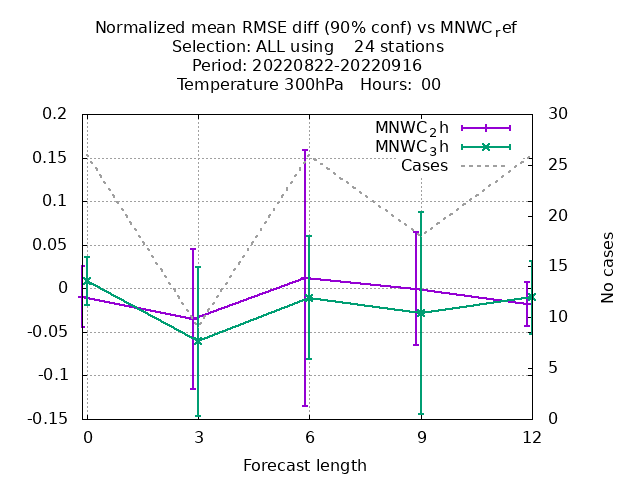 Normalized mean RMSE diff (90% conf) vs MNWC_ref
Selection: ALL using    24 stations
Period: 20220822-20220916
Temperature 300hPa   Hours:  00
MNWC_2h
MNWC_3h
Cases
0.2
0.15
0.1
0.05
0
-0.05
-0.1
-0.15
30
25
20
15
10
5
0
No cases
0
3
6
9
12
Forecast length